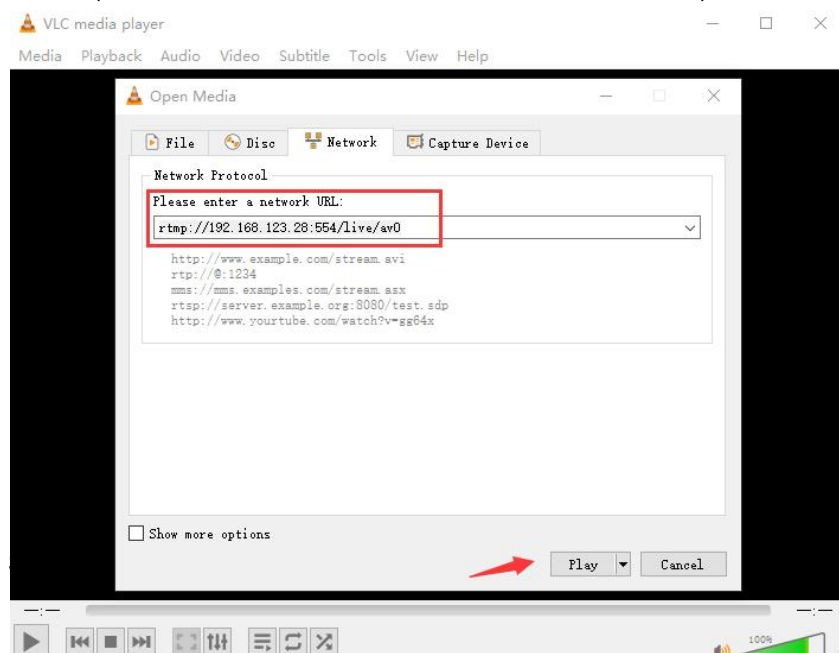 VLC media player
Media Playback Audio Video Subtitle Tools View Help
Open Media
File Disc Network Capture Device
Network Protocol
Please enter a network URL:
rtmp://192.168.123.28:554/live/av0
http://www.example.com/stream.avi
rtp://@:1234
mms://mms.examples.com/stream.asx
rtsp://server.example.org:8080/test.sdp
http://www.yourtube.com/watch?v=gg64x
Show more options
Play Cancel
--:-- --:--
100%